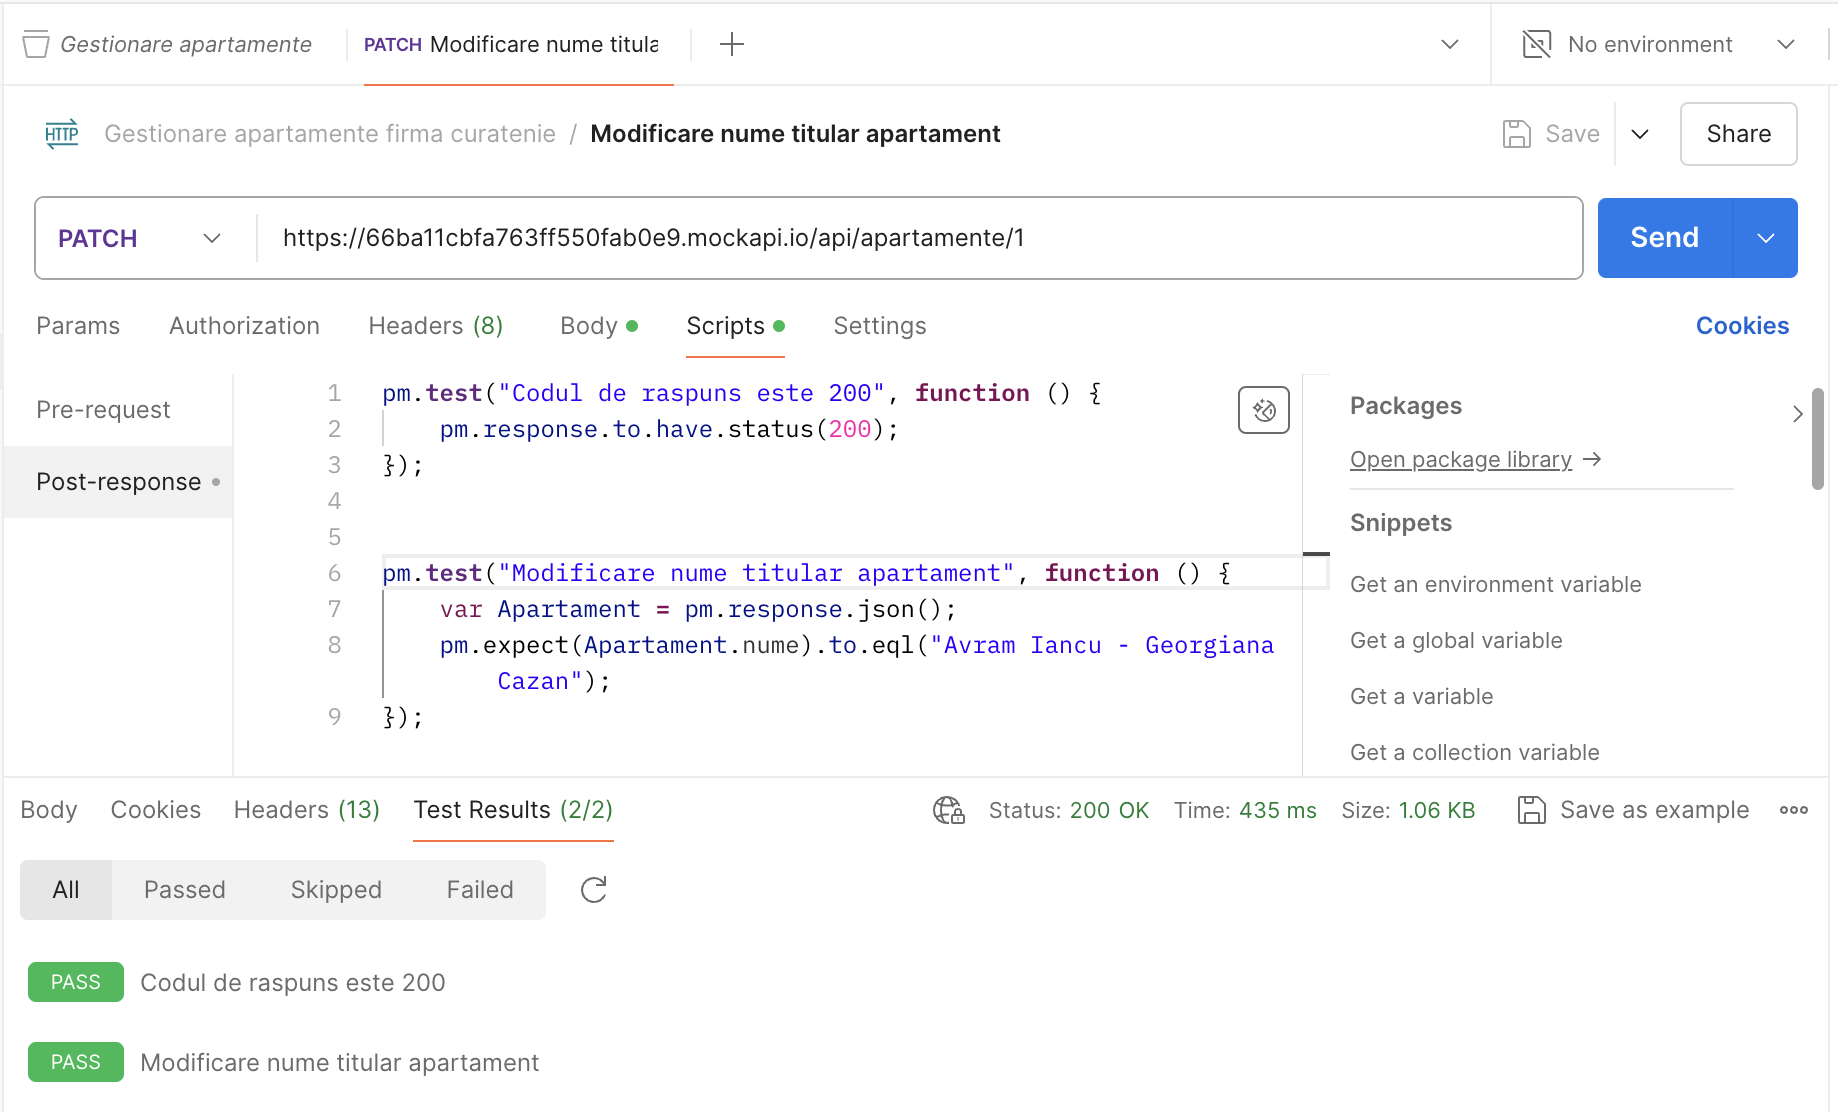 Gestionare apartamente
PATCH Modificare nume titula
No environment
HTTP Gestionare apartamente firma curatenie / Modificare nume titular apartament
Save
Share
PATCH
https://66ba11cbfa763ff550fab0e9.mockapi.io/api/apartamente/1
Send
Params Authorization Headers (8) Body Scripts Settings
Cookies
Pre-request
Post-response
1 pm.test("Codul de raspuns este 200", function () {
2 pm.response.to.have.status(200);
3 });
4
5
6 pm.test("Modificare nume titular apartament", function () {
7 var Apartament = pm.response.json();
8 pm.expect(Apartament.nume).to.eql("Avram Iancu - Georgiana
Cazan");
9 });
Packages
Open package library →
Snippets
Get an environment variable
Get a global variable
Get a variable
Get a collection variable
Body Cookies Headers (13) Test Results (2/2)
Status: 200 OK Time: 435 ms Size: 1.06 KB
Save as example
All Passed Skipped Failed
PASS Codul de raspuns este 200
PASS Modificare nume titular apartament